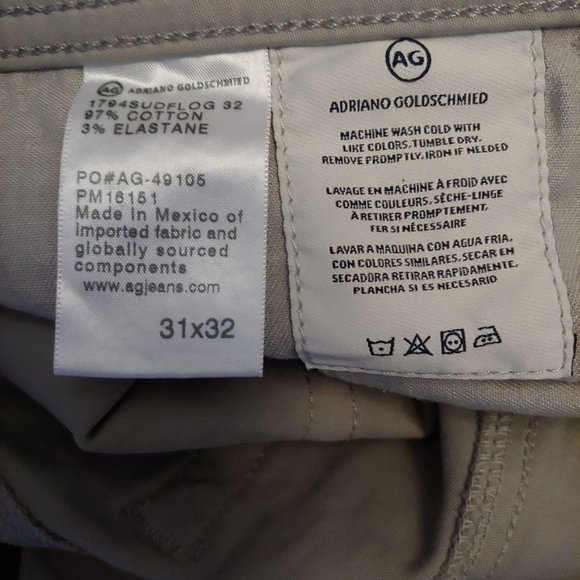 AG ADRIANO GOLDSCHMIED
1794SUDFLOG 32
97% COTTON
3% ELASTANE
PO#AG-49105
PM16151
Made in Mexico of
imported fabric and
globally sourced
components
www.agjeans.com
31x32
AG
ADRIANO GOLDSCHMIED
MACHINE WASH COLD WITH
LIKE COLORS, TUMBLE DRY.
REMOVE PROMPTLY, IRON IF NEEDED
LAVAGE EN MACHINE À FROID AVEC
COMME COULEURS, SÈCHE-LINGE
À RETIRER PROMPTEMENT,
FER SI NÉCESSAIRE
LAVAR A MAQUINA CON AGUA FRIA,
CON COLORES SIMILARES, SECAR EN
SECADORA RETIRAR RAPIDAMENTE,
PLANCHA SI ES NECESARIO